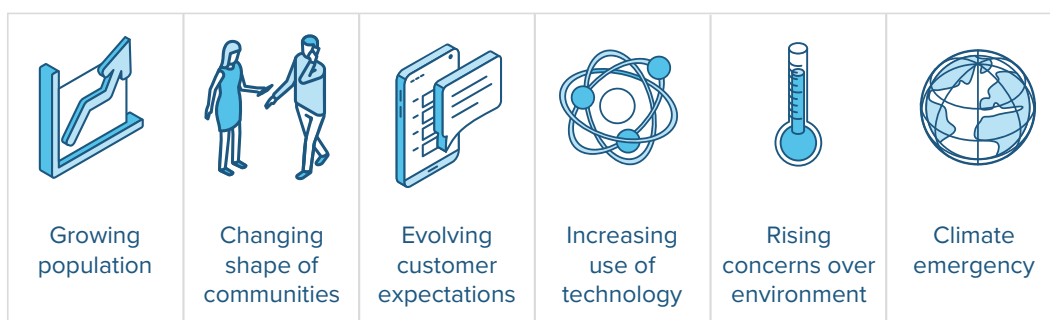 Growing
population
Changing
shape of
communities
Evolving
customer
expectations
Increasing
use of
technology
Rising
concerns over
environment
Climate
emergency